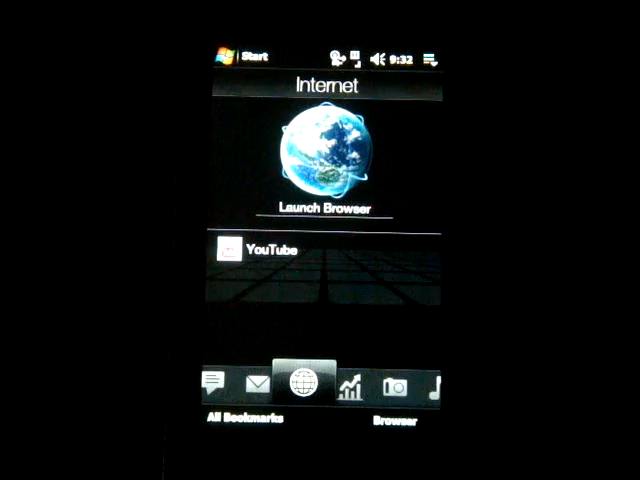 Start 9:32
Internet
Launch Browser
YouTube
All Bookmarks Browser